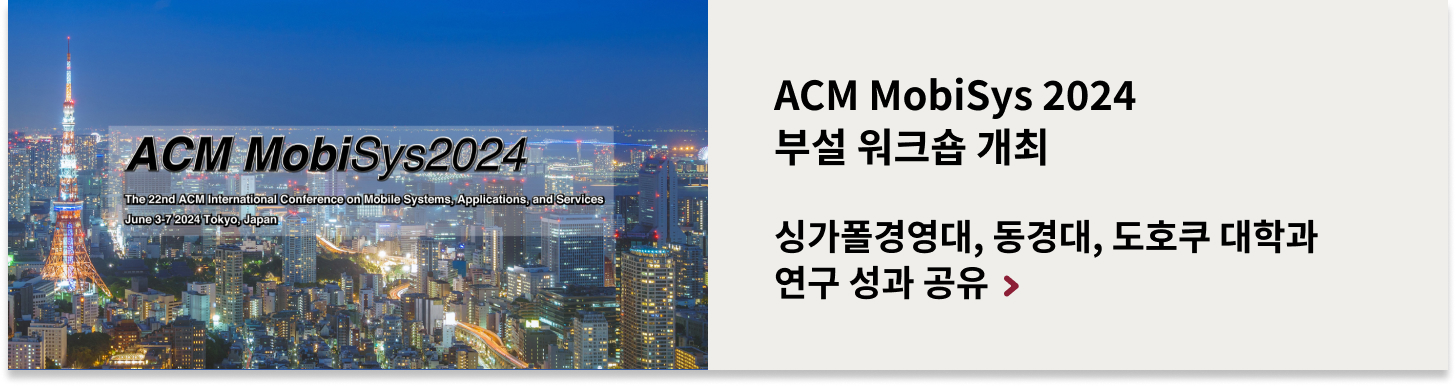 ACM MobiSys2024
The 22nd ACM International Conference on Mobile Systems, Applications, and Services
June 3-7 2024 Tokyo, Japan
ACM MobiSys 2024
부설 워크숍 개최
싱가폴경영대, 동경대, 도호쿠 대학과
연구 성과 공유